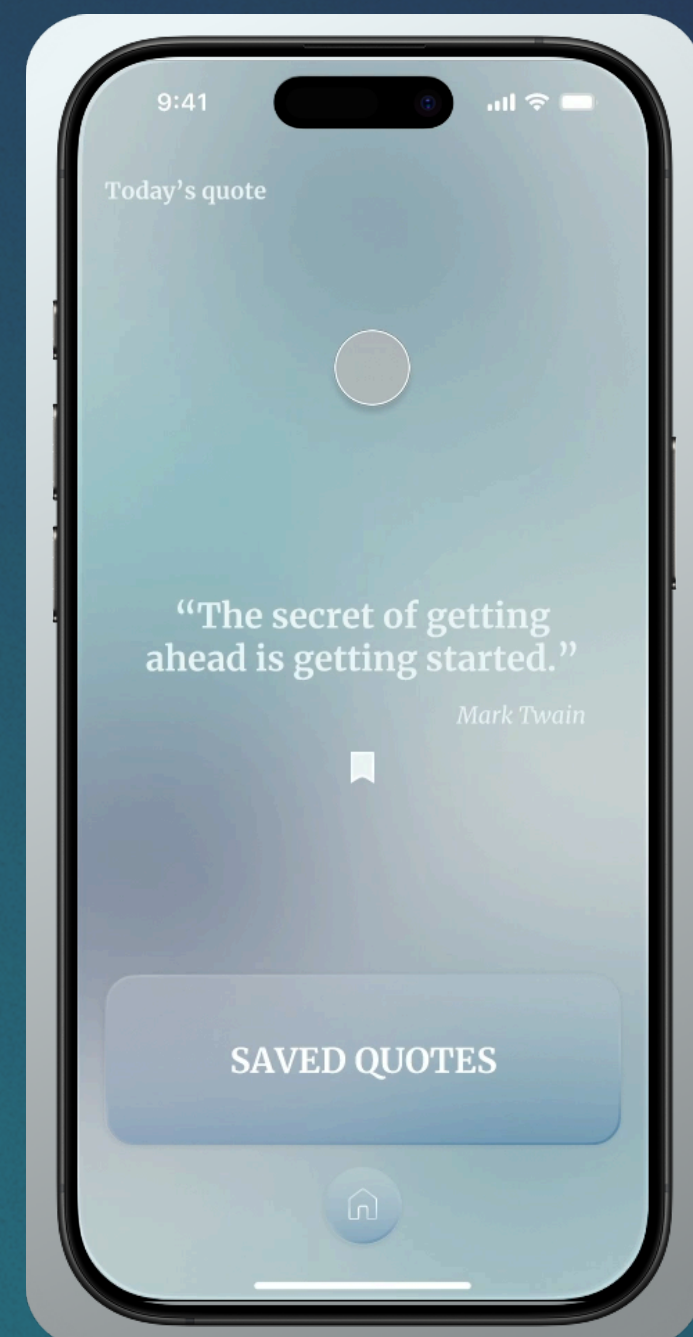 9:41
Today’s quote
“The secret of getting
ahead is getting started.”
Mark Twain
SAVED QUOTES